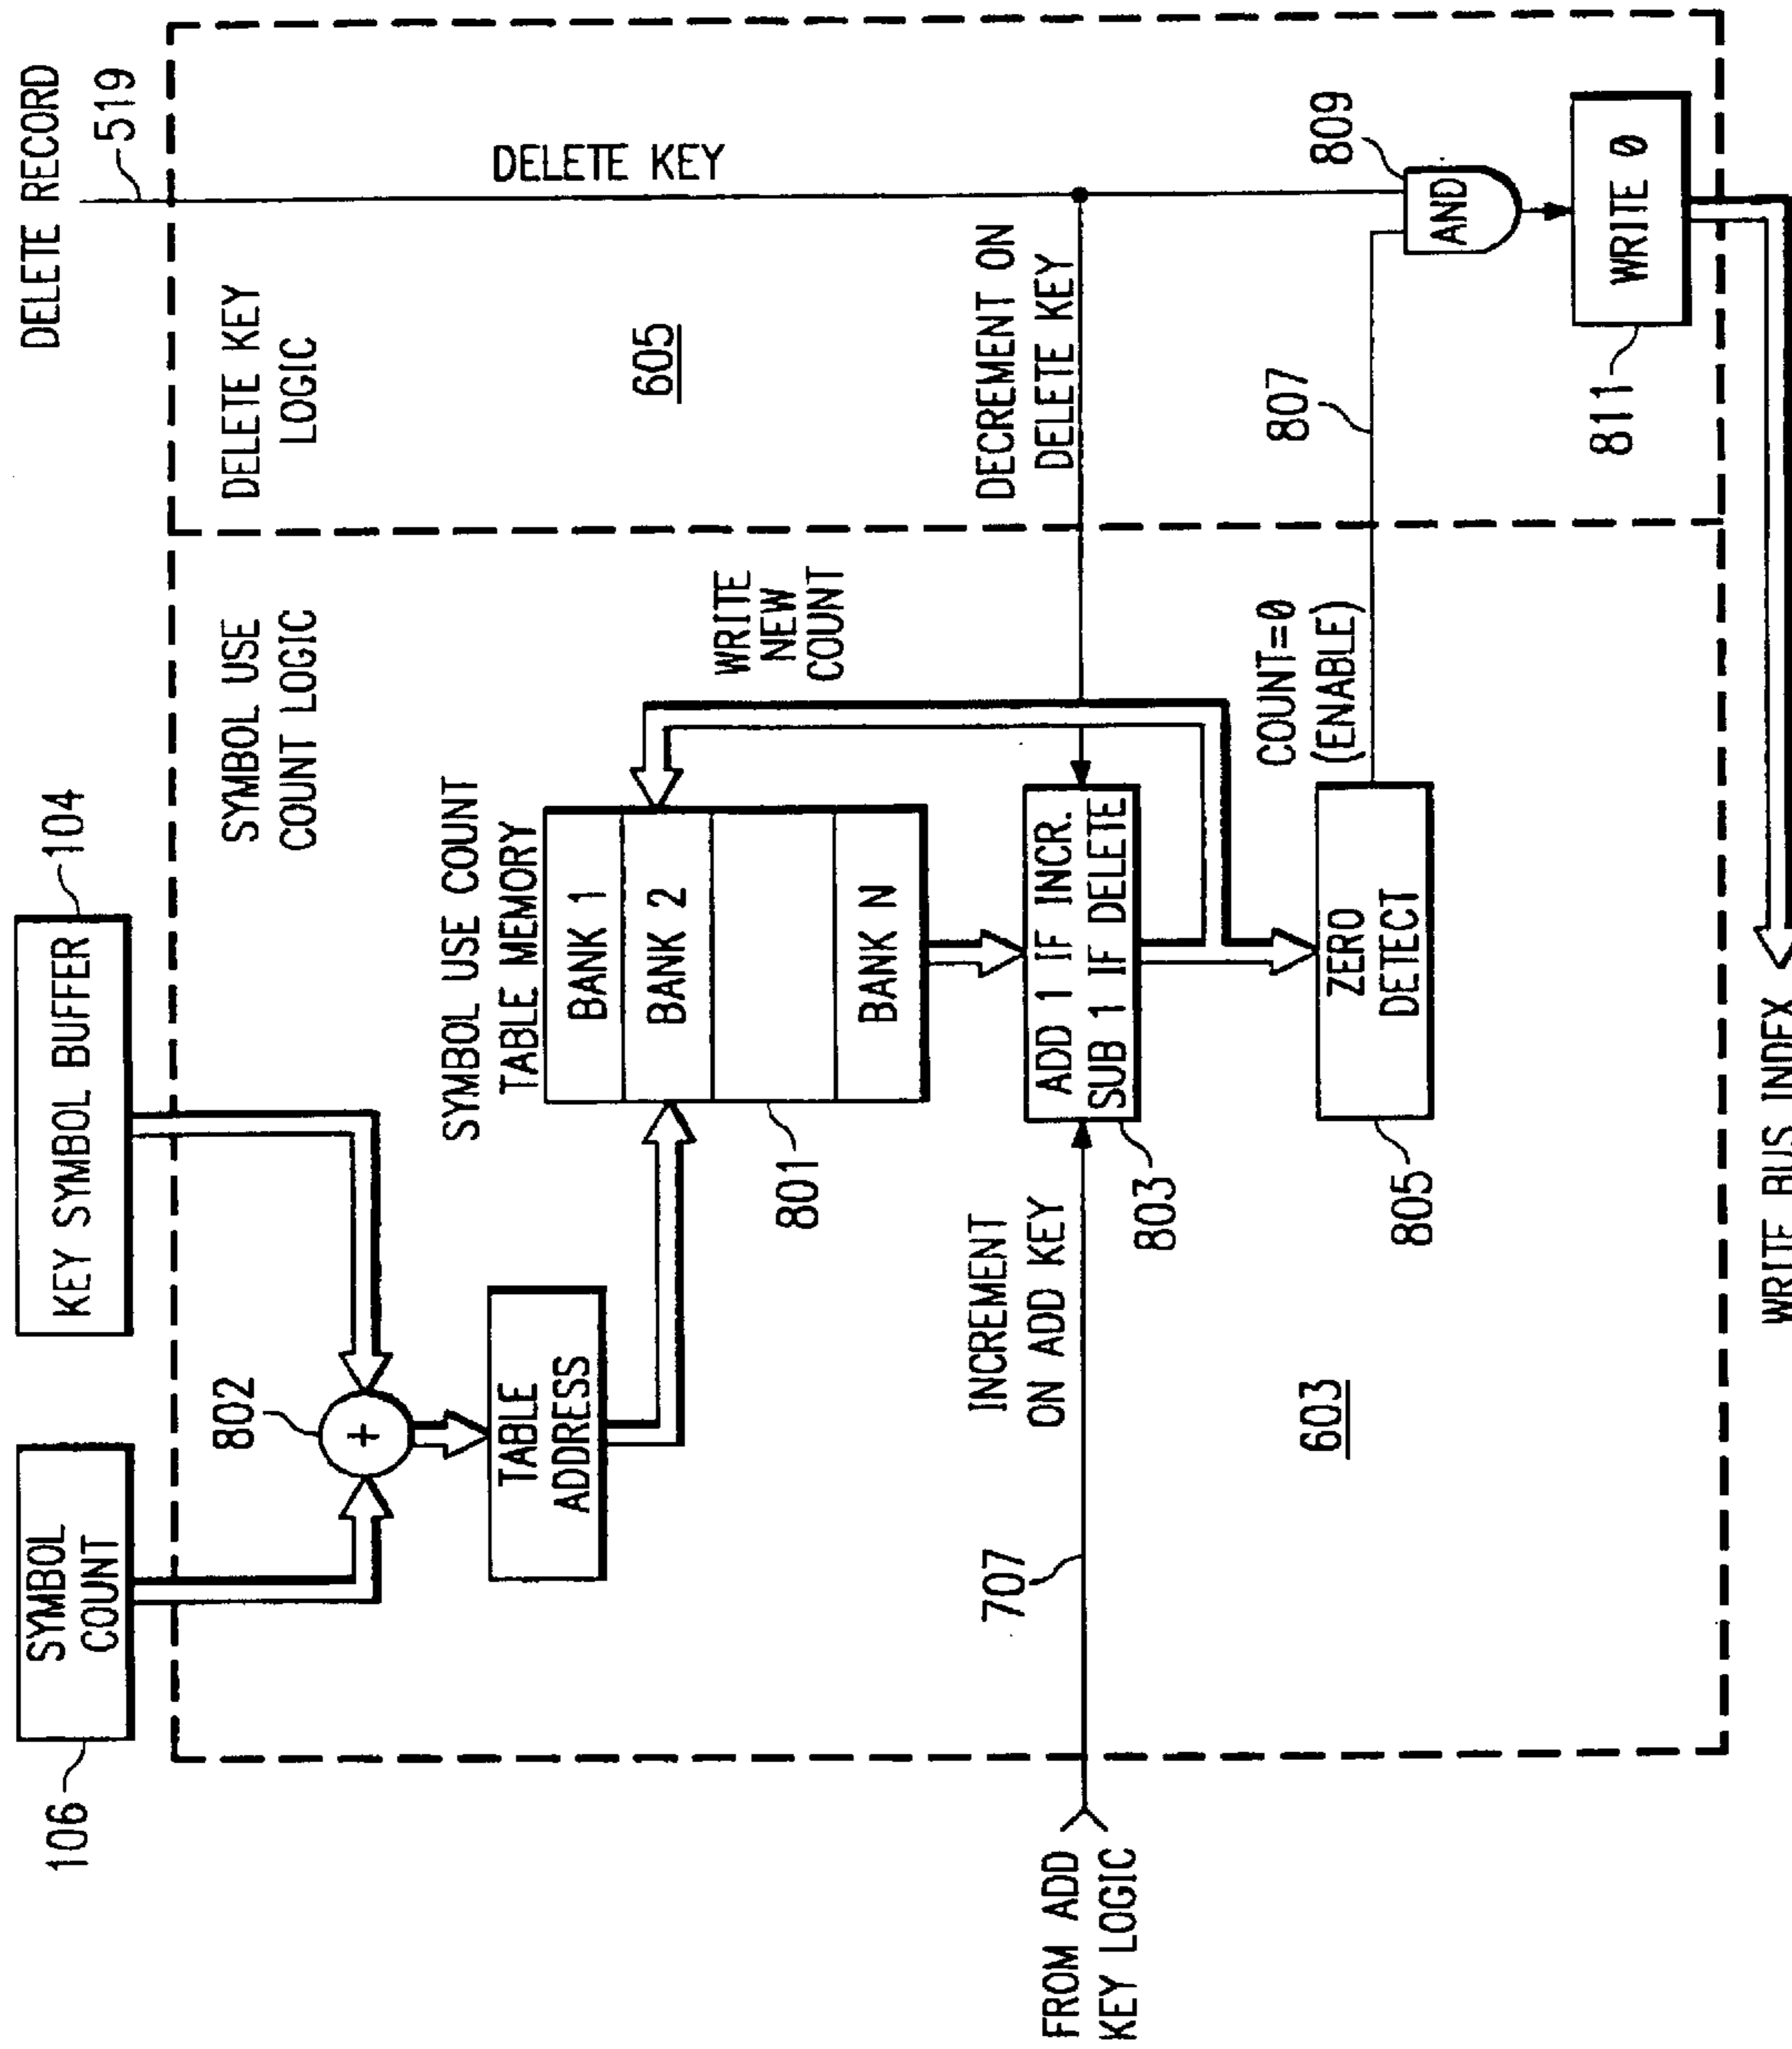 106
SYMBOL
COUNT
KEY SYMBOL BUFFER
104
DELETE RECORD
519
802
+
SYMBOL USE
COUNT LOGIC
DELETE KEY
LOGIC
TABLE
ADDRESS
SYMBOL USE COUNT
TABLE MEMORY
BANK 1
BANK 2
BANK N
801
WRITE
NEW
COUNT
605
DELETE KEY
FROM ADD
KEY LOGIC
707
INCREMENT
ON ADD KEY
ADD 1 IF INCR.
SUB 1 IF DELETE
803
DECREMENT ON
DELETE KEY
603
805
ZERO
DETECT
COUNT=0
(ENABLE)
807
809
AND
811
WRITE 0
WRITE BUS INDEX